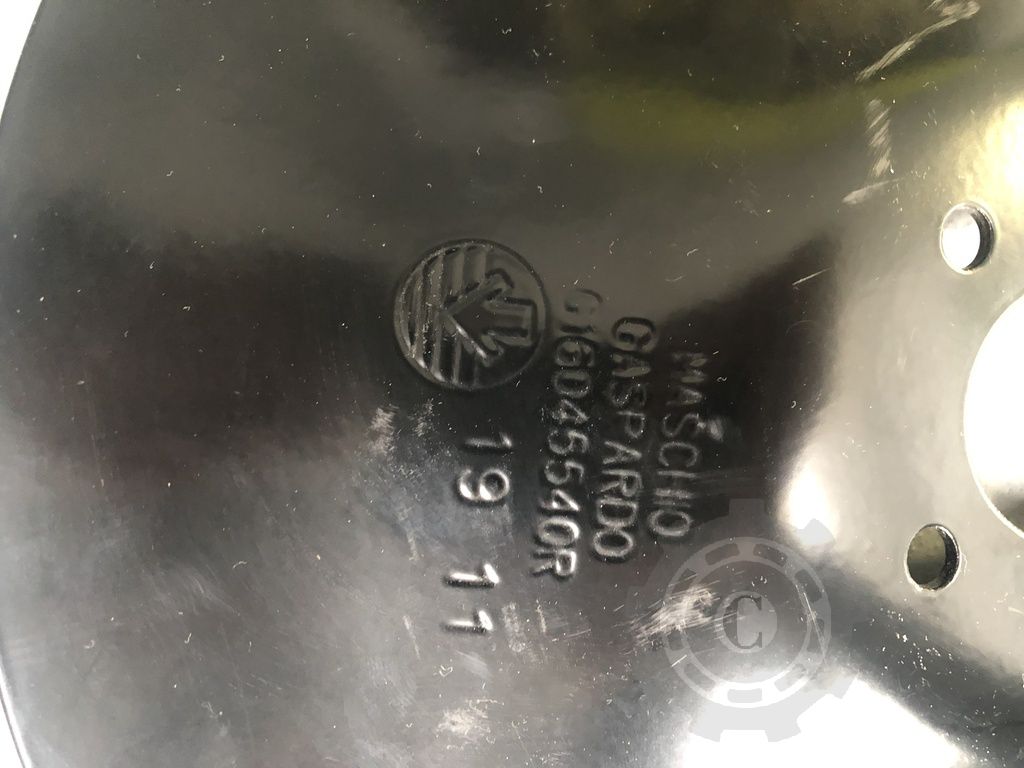 MASCHIO
GASPARDO
G16045540R
19 11
C